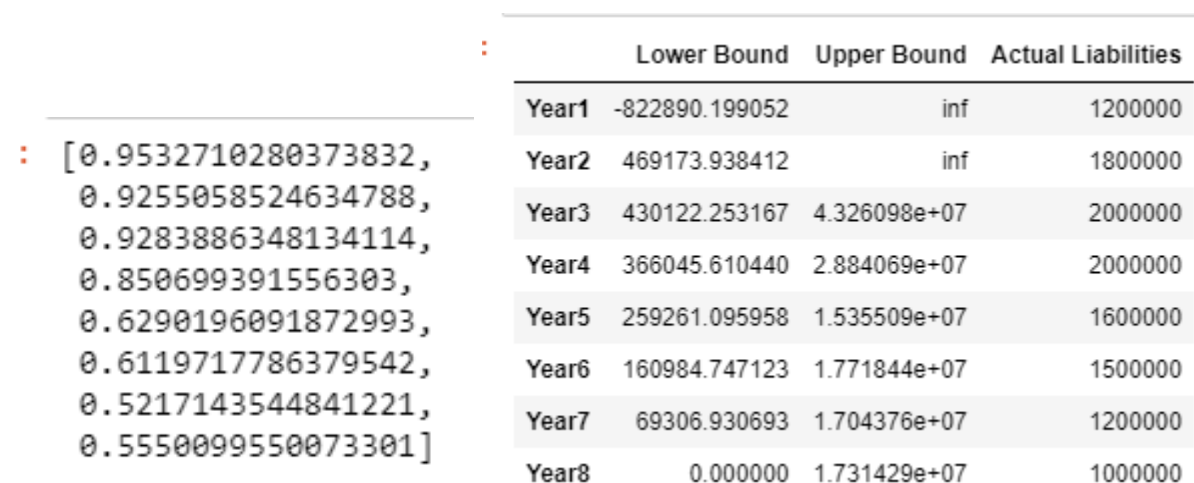 :
[0.9532710280373832,
0.9255058524634788,
0.9283886348134114,
0.850699391556303,
0.6290196091872993,
0.6119717786379542,
0.5217143544841221,
0.5550099550073301]
:
Lower Bound Upper Bound Actual Liabilities
Year1 -822890.199052 inf 1200000
Year2 469173.938412 inf 1800000
Year3 430122.253167 4.326098e+07 2000000
Year4 366045.610440 2.884069e+07 2000000
Year5 259261.095958 1.535509e+07 1600000
Year6 160984.747123 1.771844e+07 1500000
Year7 69306.930693 1.704376e+07 1200000
Year8 0.000000 1.731429e+07 1000000